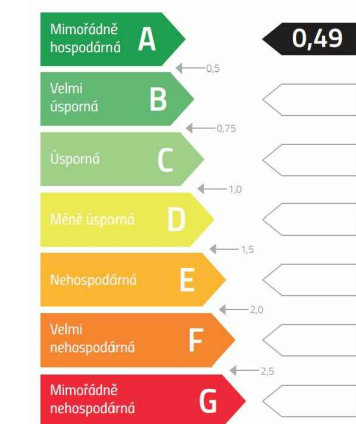 Mimořádně
hospodárná
A
0,49
0,5
Velmi
úsporná
B
0,75
Úsporná
C
1,0
Méně úsporná
D
1,5
Nehospodárná
E
2,0
Velmi
nehospodárná
F
2,5
Mimořádně
nehospodárná
G